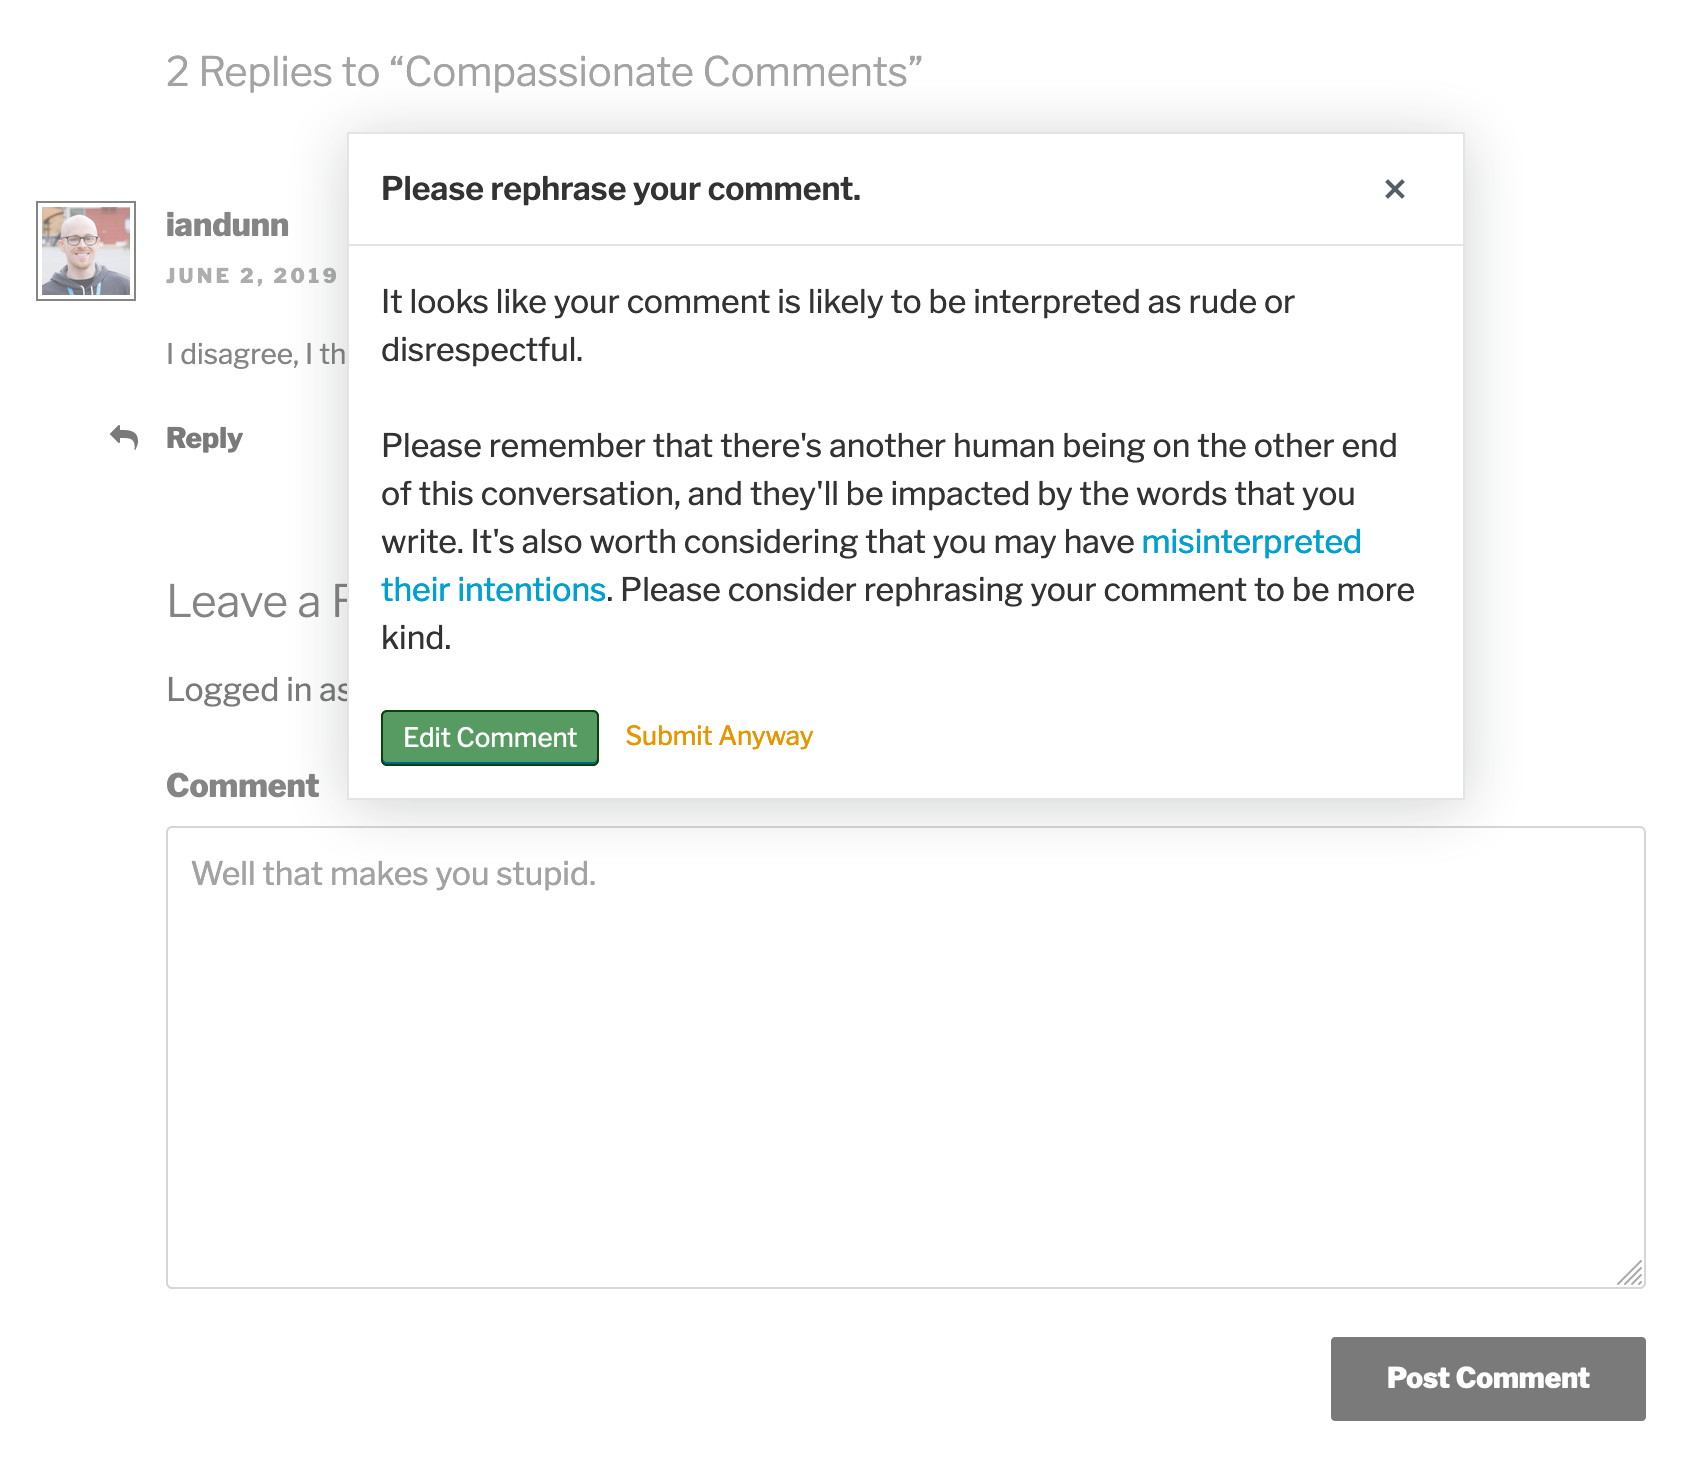 2 Replies to “Compassionate Comments”
Please rephrase your comment.
It looks like your comment is likely to be interpreted as rude or
disrespectful.
Please remember that there's another human being on the other end
of this conversation, and they'll be impacted by the words that you
write. It's also worth considering that you may have misinterpreted
their intentions. Please consider rephrasing your comment to be more
kind.
Edit Comment
Submit Anyway
iandunn
JUNE 2, 2019
I disagree, I th
Reply
Leave a
Logged in as
Comment
Well that makes you stupid.
Post Comment